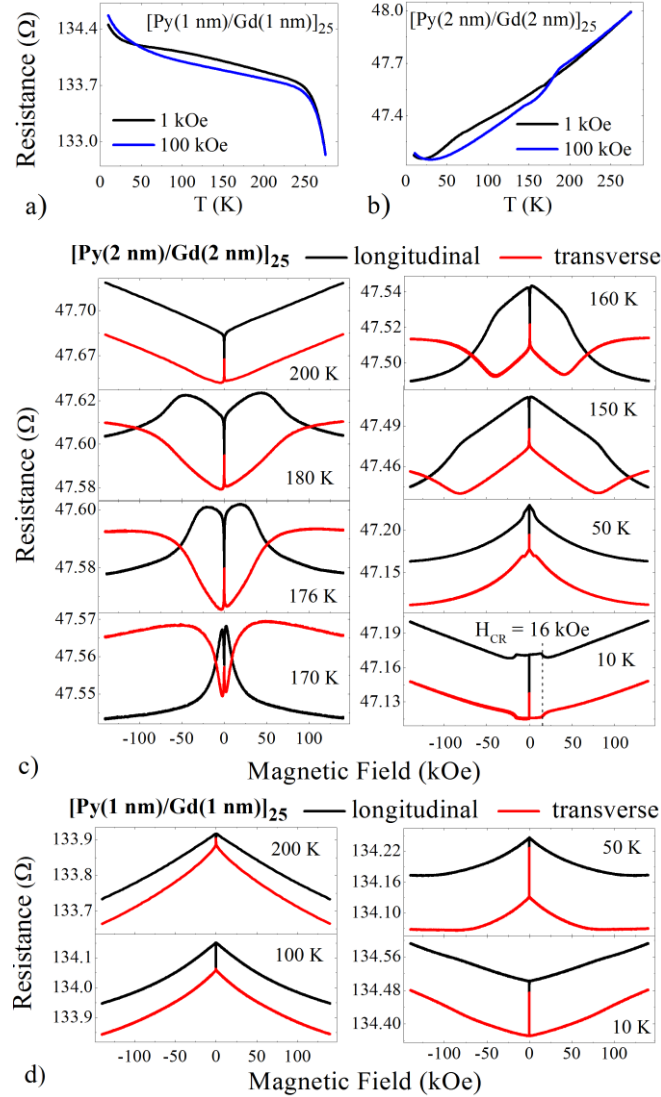 [Py(1 nm)/Gd(1 nm)]25
134.4
133.7
133.0
Resistance (Ω)
1 kOe
100 kOe
0 50 100 150 200 250
T (K)
a)
[Py(2 nm)/Gd(2 nm)]25
48.0
47.7
47.4
1 kOe
100 kOe
0 50 100 150 200 250
T (K)
b)
[Py(2 nm)/Gd(2 nm)]25 longitudinal transverse
47.70
47.67
200 K
47.62
47.60
47.58
180 K
47.60
47.58
176 K
47.57
47.56
47.55
170 K
-100 -50 0 50 100
47.54
47.52
47.50
160 K
47.49
47.46
150 K
47.20
47.15
50 K
47.19
47.16
47.13
HCR = 16 kOe
10 K
-100 -50 0 50 100
Resistance (Ω)
Magnetic Field (kOe)
c)
[Py(1 nm)/Gd(1 nm)]25 longitudinal transverse
133.9
133.8
133.7
200 K
134.1
134.0
133.9
100 K
-100 -50 0 50 100
134.22
134.16
134.10
50 K
134.56
134.48
134.40
10 K
-100 -50 0 50 100
Resistance (Ω)
Magnetic Field (kOe)
d)